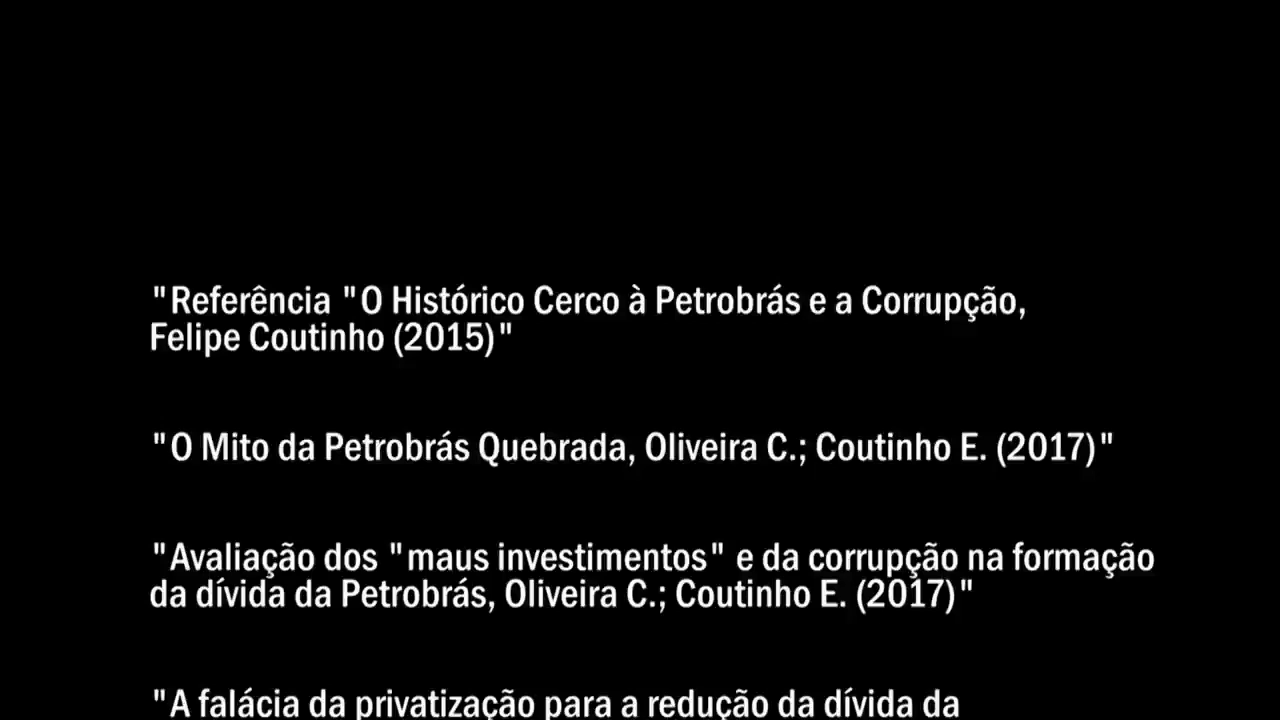 "Referência "O Histórico Cerco à Petrobrás e a Corrupção,
Felipe Coutinho (2015)"
"O Mito da Petrobrás Quebrada, Oliveira C.; Coutinho E. (2017)"
"Avaliação dos "maus investimentos" e da corrupção na formação
da dívida da Petrobrás, Oliveira C.; Coutinho E. (2017)"
"A falácia da privatização para a redução da dívida da